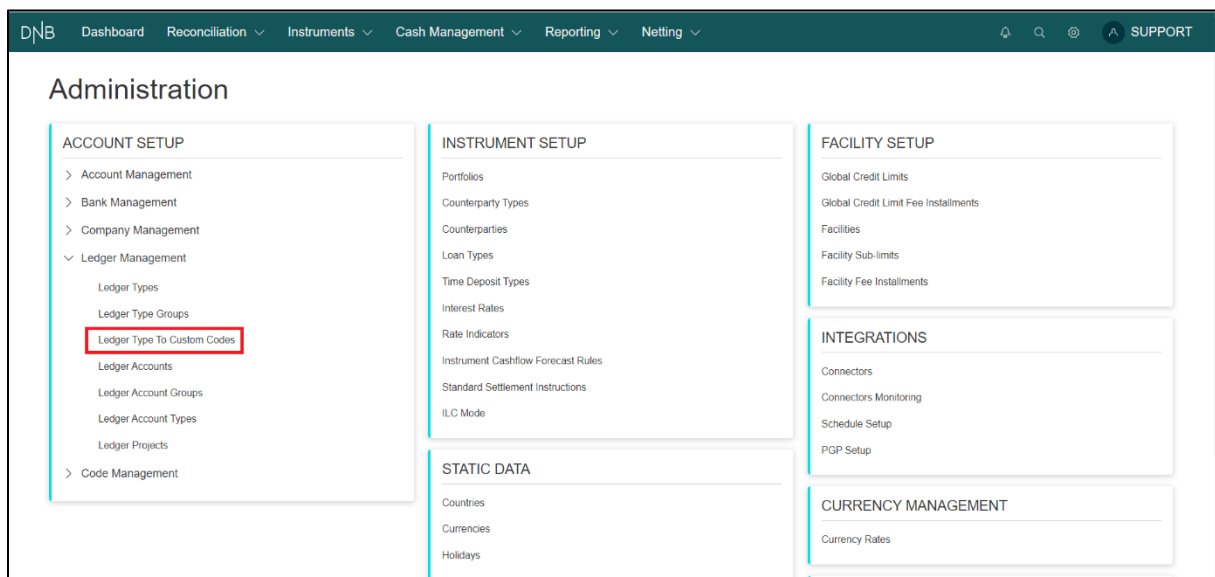 DNB Dashboard Reconciliation Instruments Cash Management Reporting Netting SUPPORT
Administration
ACCOUNT SETUP
Account Management
Bank Management
Company Management
Ledger Management
Ledger Types
Ledger Type Groups
Ledger Type To Custom Codes
Ledger Accounts
Ledger Account Groups
Ledger Account Types
Ledger Projects
Code Management
INSTRUMENT SETUP
Portfolios
Counterparty Types
Counterparties
Loan Types
Time Deposit Types
Interest Rates
Rate Indicators
Instrument Cashflow Forecast Rules
Standard Settlement Instructions
ILC Mode
STATIC DATA
Countries
Currencies
Holidays
FACILITY SETUP
Global Credit Limits
Global Credit Limit Fee Installments
Facilities
Facility Sub-limits
Facility Fee Installments
INTEGRATIONS
Connectors
Connectors Monitoring
Schedule Setup
PGP Setup
CURRENCY MANAGEMENT
Currency Rates